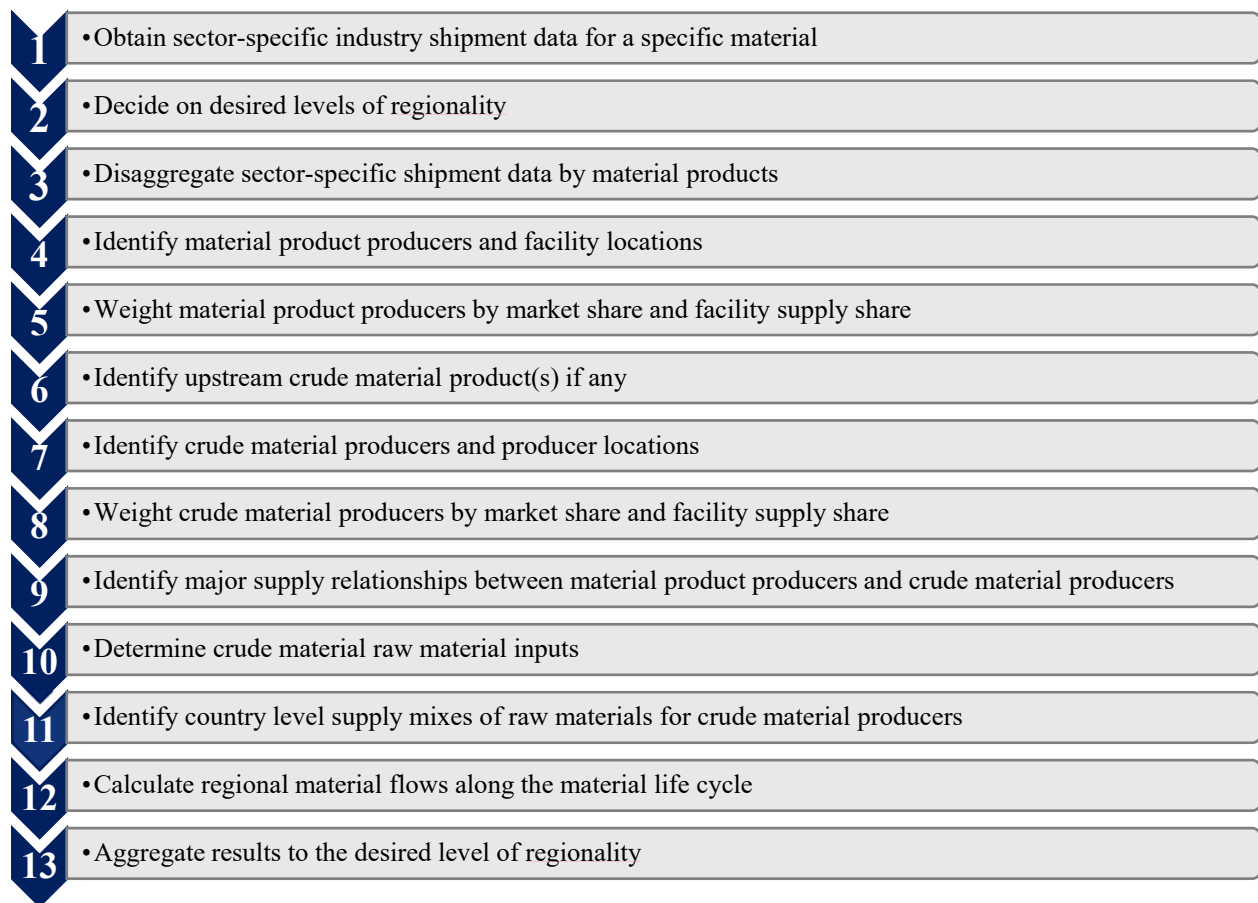 1 •Obtain sector-specific industry shipment data for a specific material
2 •Decide on desired levels of regionality
3 •Disaggregate sector-specific shipment data by material products
4 •Identify material product producers and facility locations
5 •Weight material product producers by market share and facility supply share
6 •Identify upstream crude material product(s) if any
7 •Identify crude material producers and producer locations
8 •Weight crude material producers by market share and facility supply share
9 •Identify major supply relationships between material product producers and crude material producers
10 •Determine crude material raw material inputs
11 •Identify country level supply mixes of raw materials for crude material producers
12 •Calculate regional material flows along the material life cycle
13 •Aggregate results to the desired level of regionality